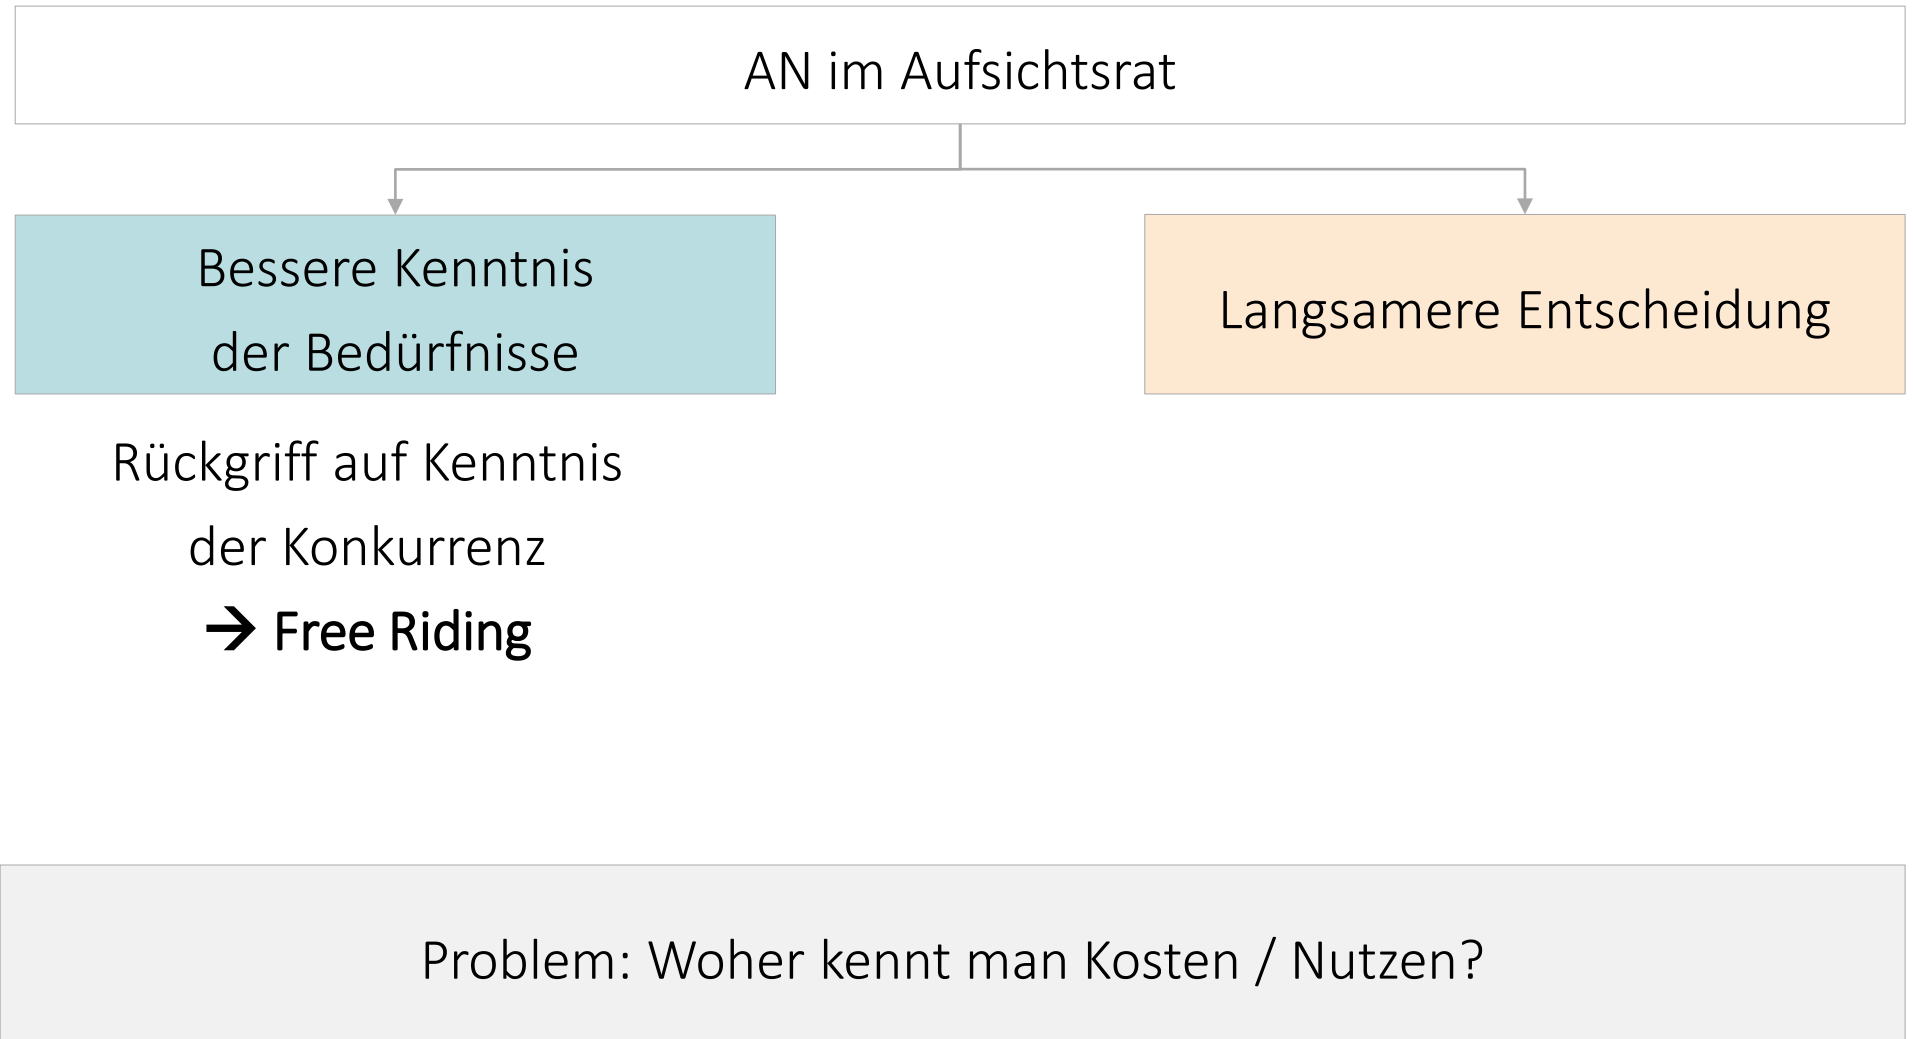 AN im Aufsichtsrat
Bessere Kenntnis
der Bedürfnisse
Langsamere Entscheidung
Rückgriff auf Kenntnis
der Konkurrenz
→ Free Riding
Problem: Woher kennt man Kosten / Nutzen?